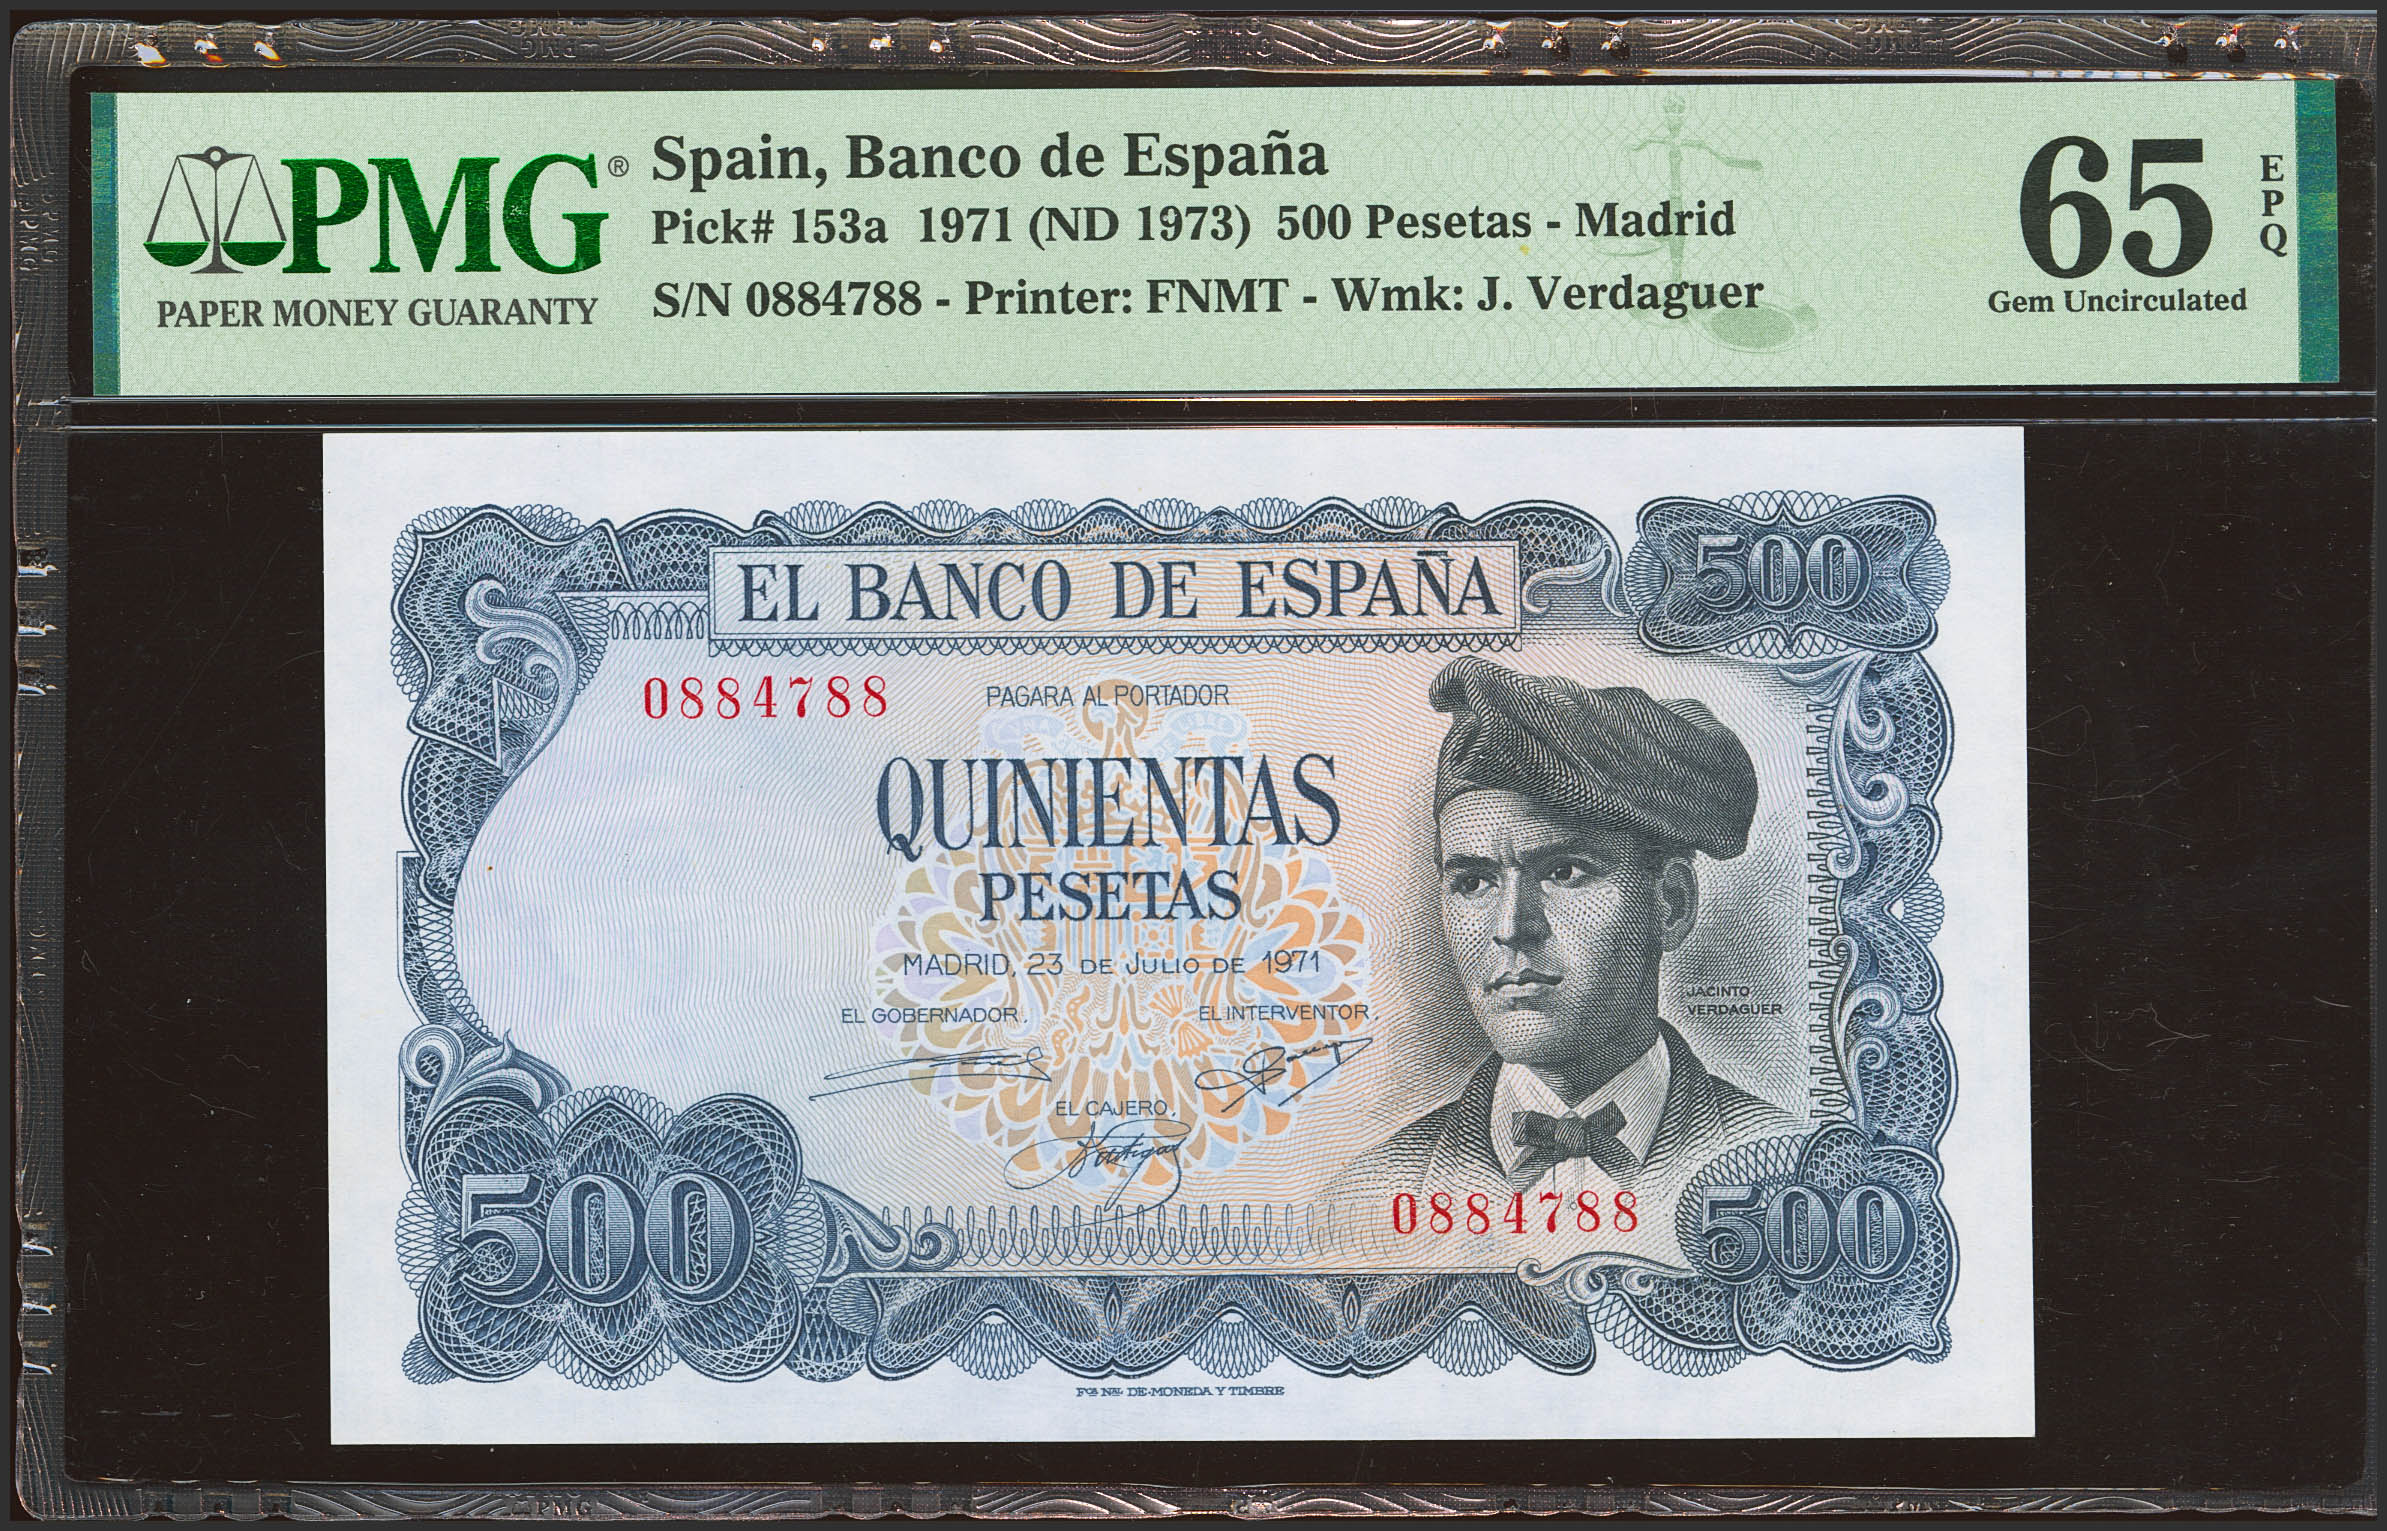 PMG®
PAPER MONEY GUARANTY
Spain, Banco de España
Pick# 153a 1971 (ND 1973) 500 Pesetas - Madrid
S/N 0884788 - Printer: FNMT - Wmk: J. Verdaguer
65
EPQ
Gem Uncirculated
EL BANCO DE ESPAÑA
500
0884788
PAGARA AL PORTADOR
QUINIENTAS
PESETAS
MADRID, 23 DE JULIO DE 1971
JACINTO
VERDAGUER
EL GOBERNADOR,
EL INTERVENTOR,
EL CAJERO,
500
0884788
500
FCA NAL DE MONEDA Y TIMBRE
PMG